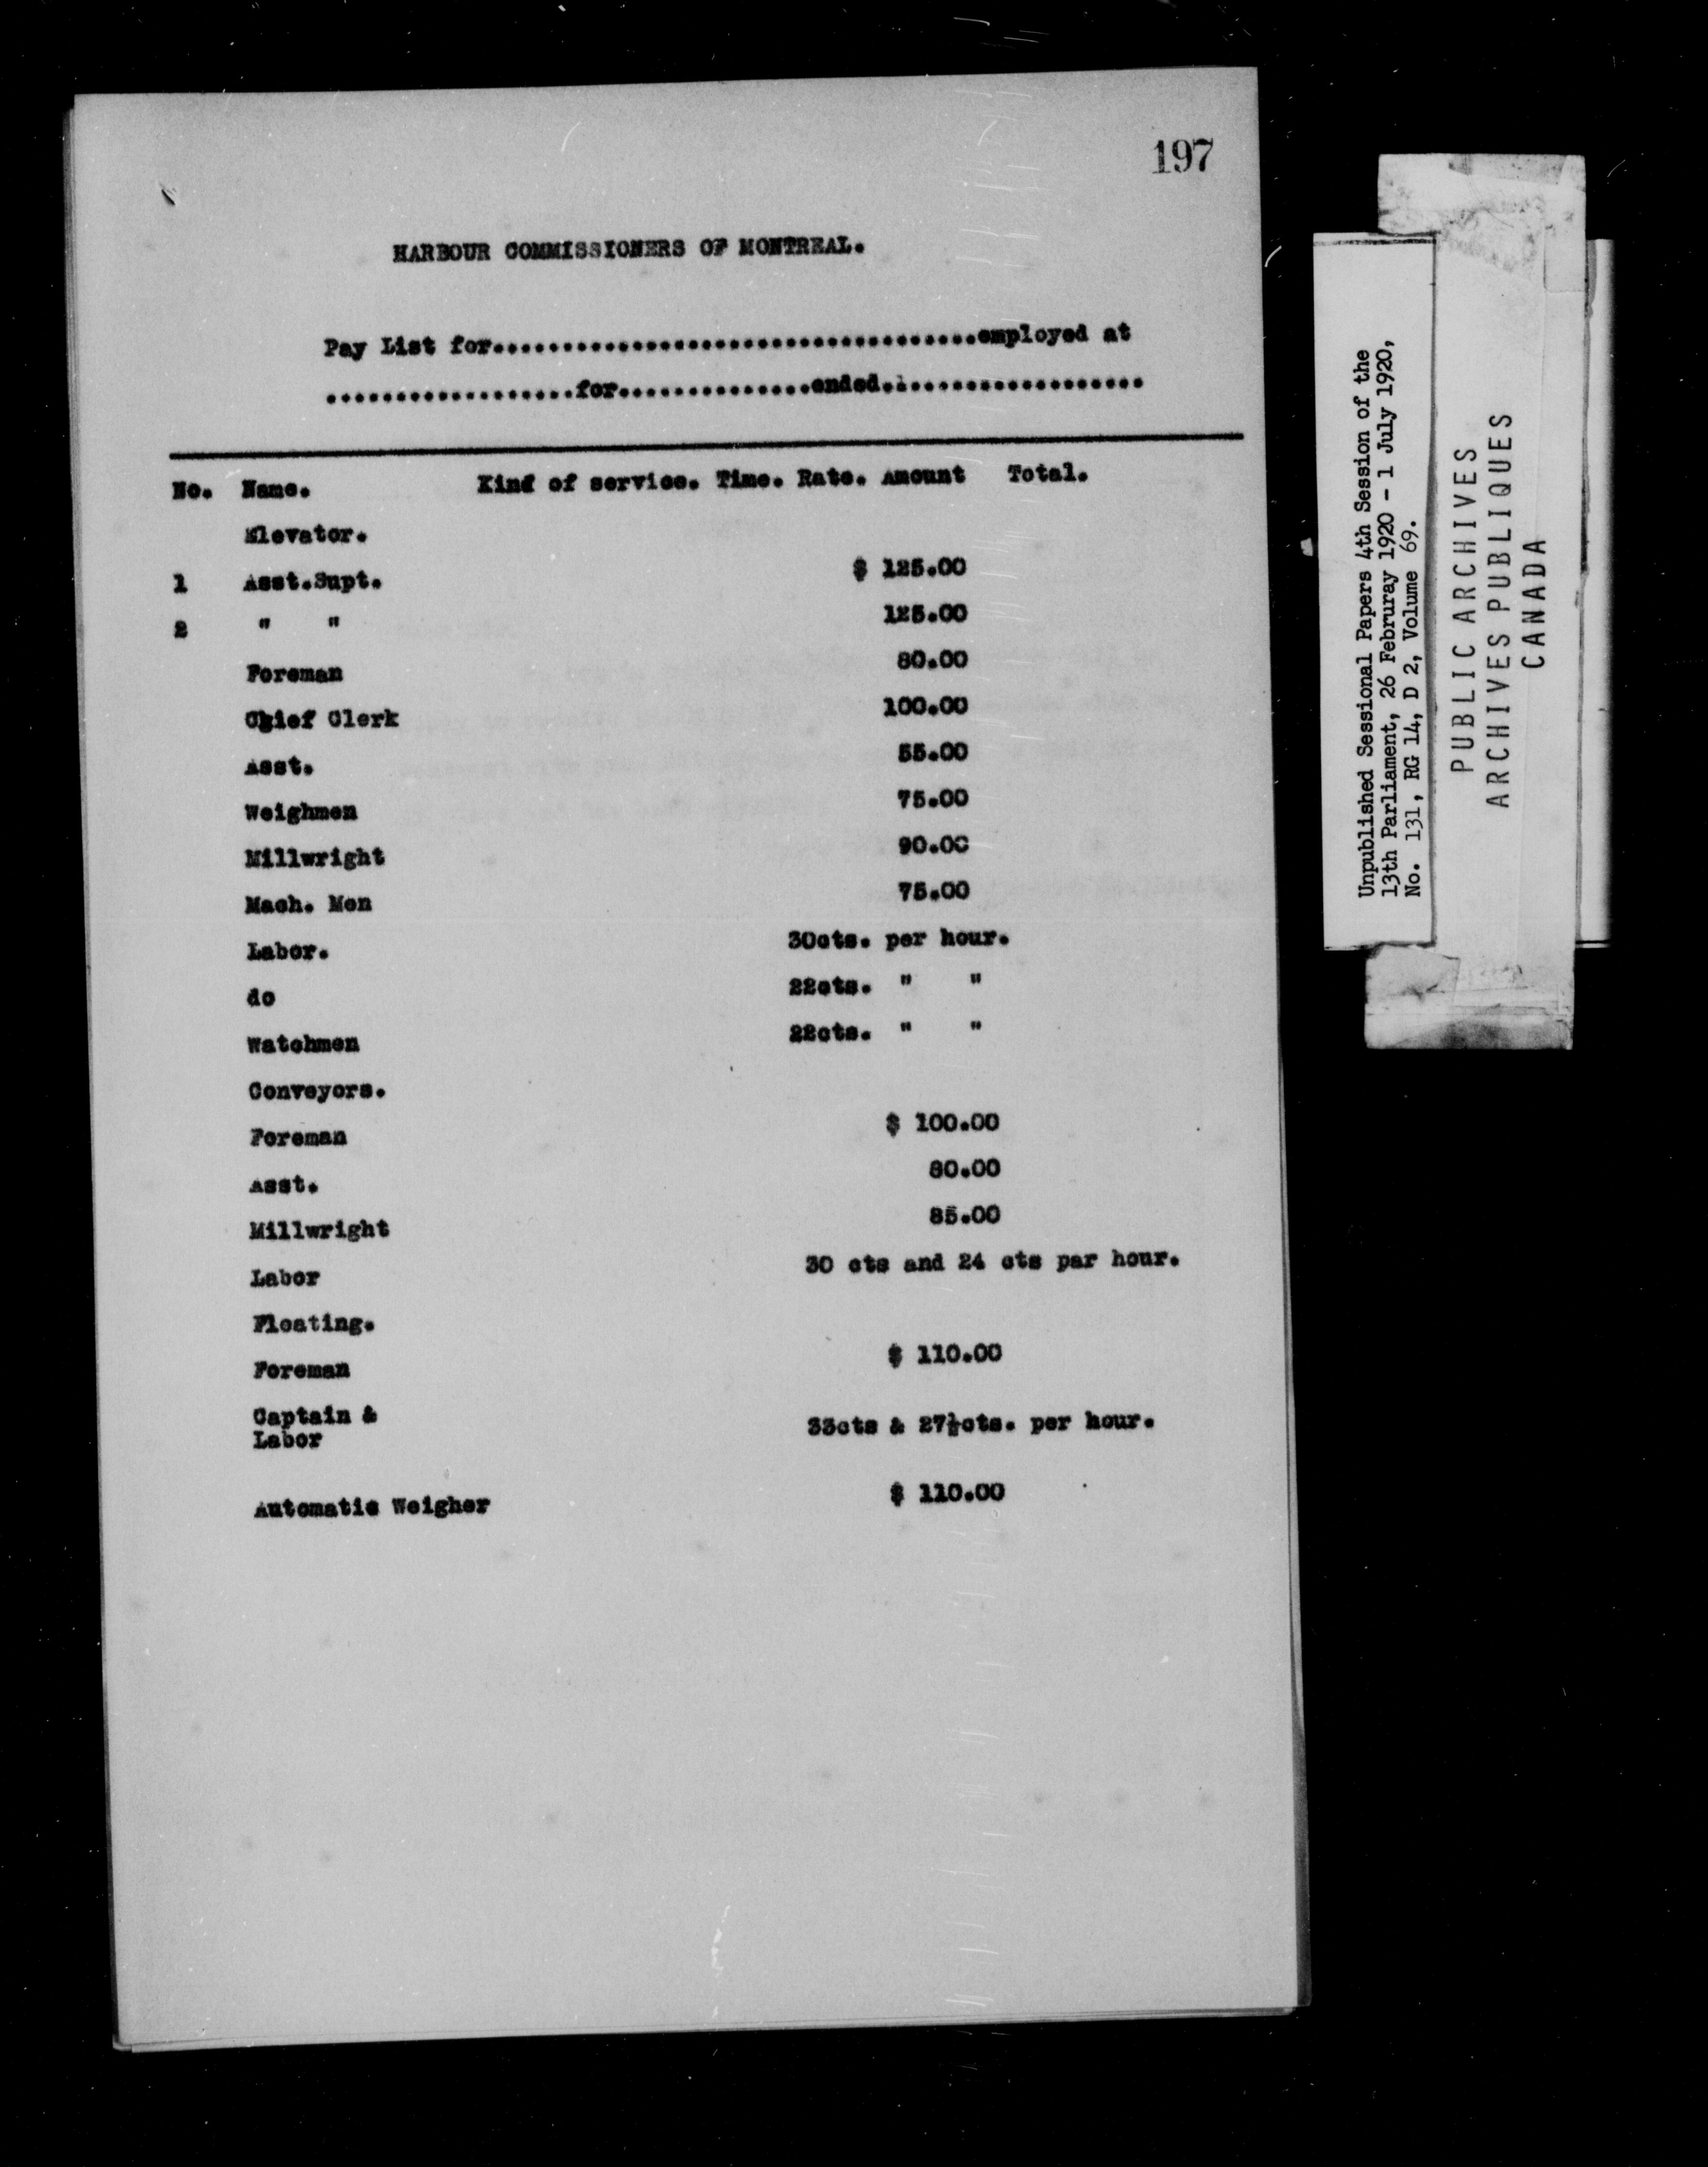 197
HARBOUR COMMISSIONERS OF MONTREAL.
Pay List for...................................employed at
..................for..............ended...................
No. Name. Kind of service. Time. Rate. Amount Total.
Elevator.
1 Asst.Supt. $ 125.00
2 " " 125.00
Foreman 80.00
Chief Clerk 100.00
Asst. 55.00
Weighmen 75.00
Millwright 90.00
Mach. Men 75.00
Labor. 30cts. per hour.
do 22cts. " "
Watchmen 22cts. " "
Conveyors.
Foreman $ 100.00
Asst. 80.00
Millwright 85.00
Labor 30 cts and 24 cts par hour.
Floating.
Foreman $ 110.00
Captain &
Labor 33cts & 27½cts. per hour.
Automatic Weigher $ 110.00
Unpublished Sessional Papers 4th Session of the
13th Parliament, 26 Februray 1920 - 1 July 1920,
No. 131, RG 14, D 2, Volume 69.
PUBLIC ARCHIVES
ARCHIVES PUBLIQUES
CANADA